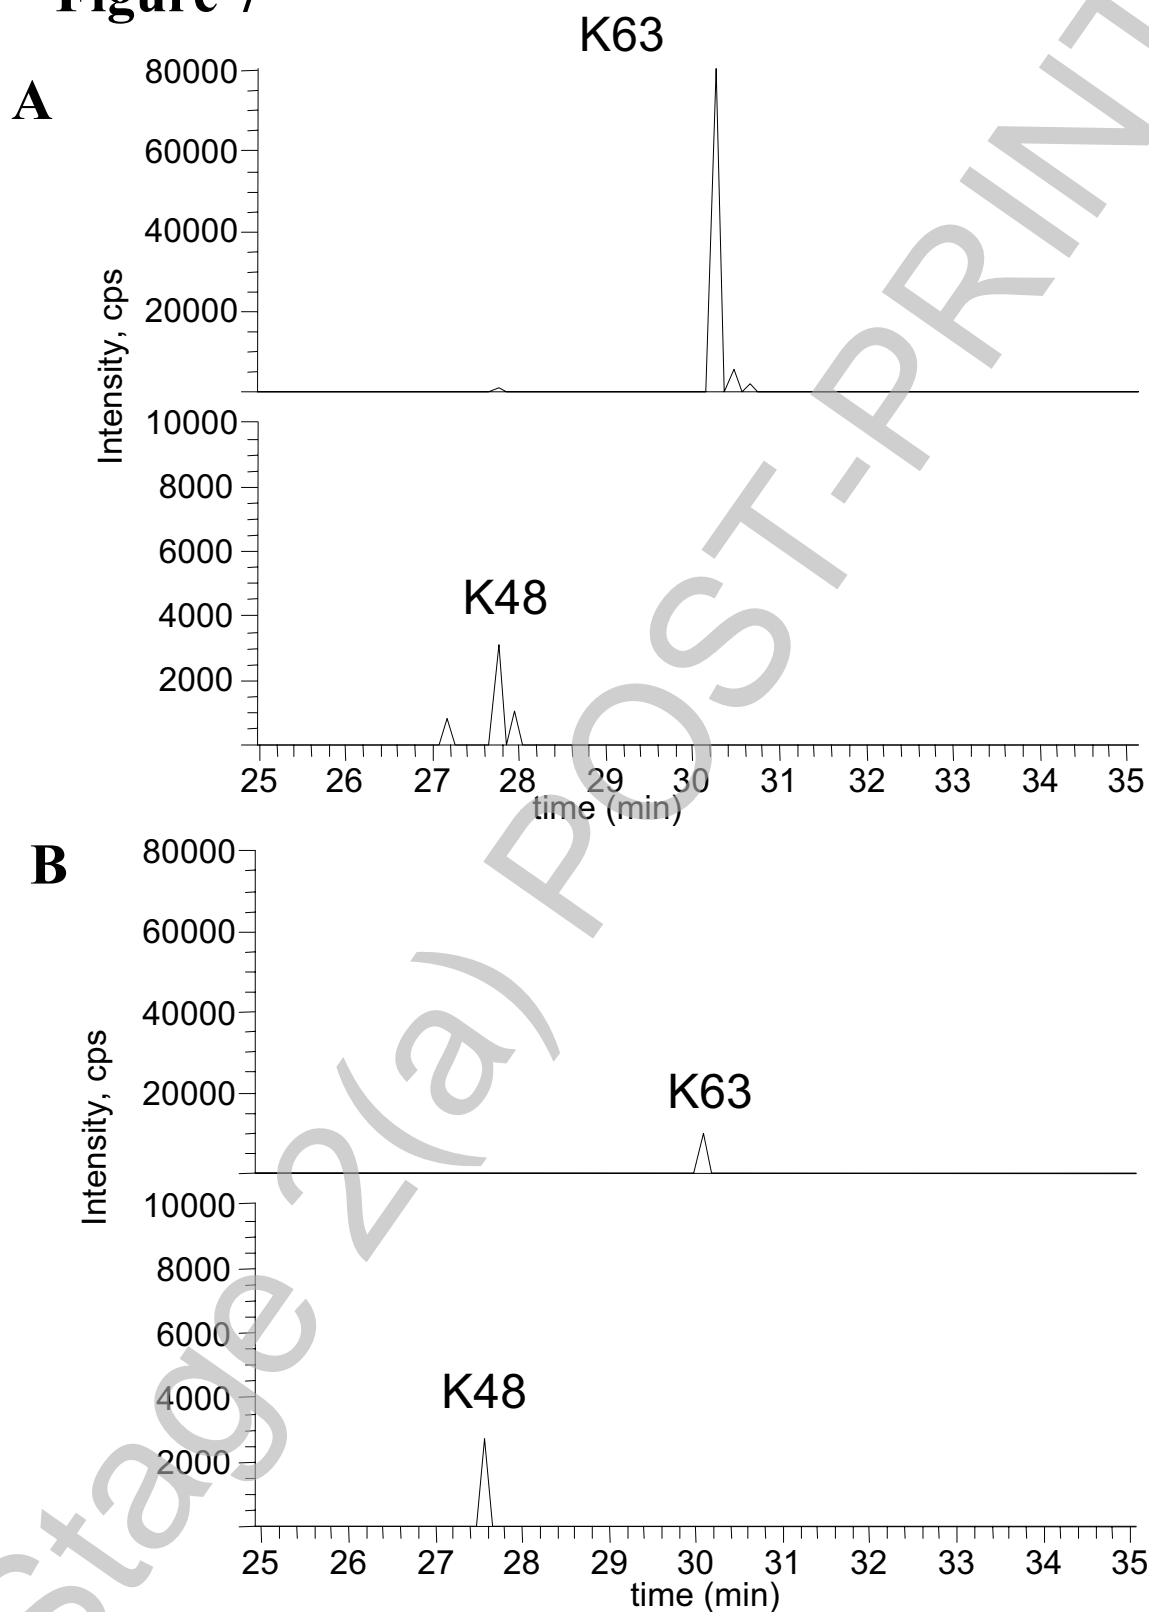 Figure 7
A
K63
80000
60000
40000
20000
Intensity, cps
10000
8000
6000
4000
2000
K48
25 26 27 28 29 30 31 32 33 34 35
time (min)
B
80000
60000
40000
20000
K63
Intensity, cps
10000
8000
6000
4000
2000
K48
25 26 27 28 29 30 31 32 33 34 35
time (min)
Stage 2(a) POST-PRINT